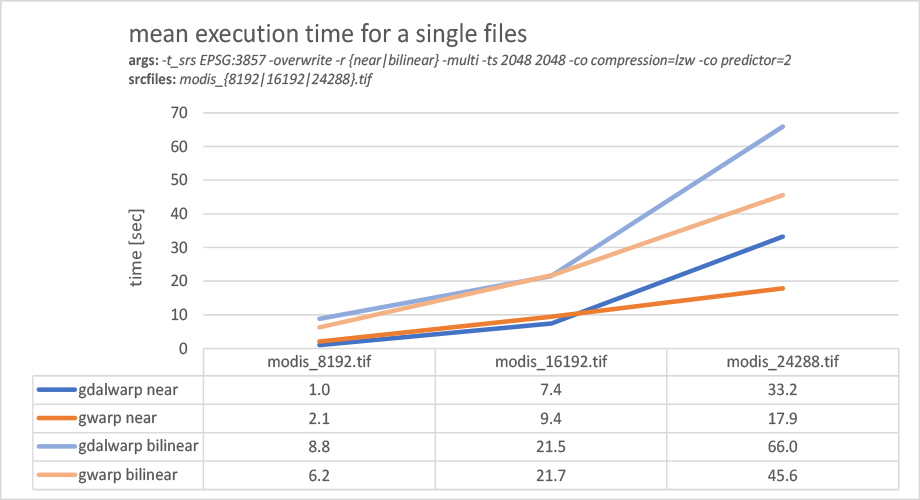 mean execution time for a single files
args: -t_srs EPSG:3857 -overwrite -r {near|bilinear} -multi -ts 2048 2048 -co compression=lzw -co predictor=2
srcfiles: modis_{8192|16192|24288}.tif
70
60
50
40
30
20
10
0
time [sec]
modis_8192.tif modis_16192.tif modis_24288.tif
gdalwarp near 1.0 7.4 33.2
gwarp near 2.1 9.4 17.9
gdalwarp bilinear 8.8 21.5 66.0
gwarp bilinear 6.2 21.7 45.6